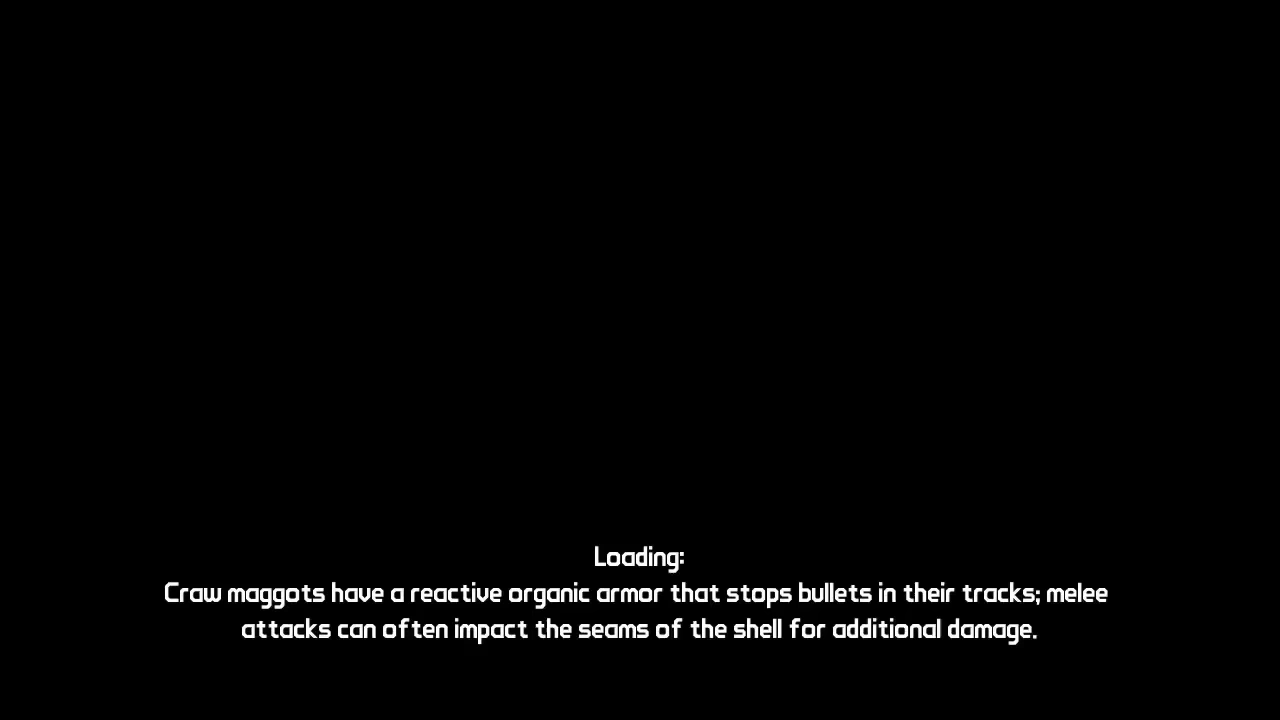 Loading:
Craw maggots have a reactive organic armor that stops bullets in their tracks; melee
attacks can often impact the seams of the shell for additional damage.